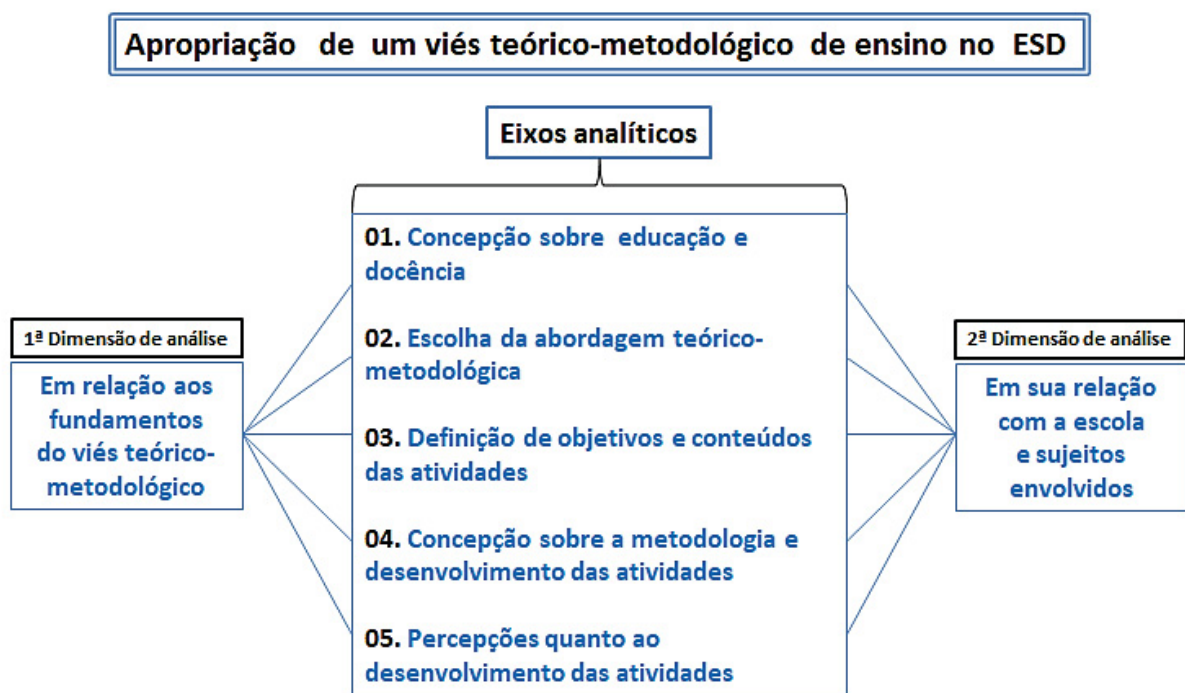 Apropriação de um viés teórico-metodológico de ensino no ESD
Eixos analíticos
1ª Dimensão de análise
Em relação aos
fundamentos
do viés teórico-
metodológico
01. Concepção sobre educação e
docência
02. Escolha da abordagem teórico-
metodológica
03. Definição de objetivos e conteúdos
das atividades
04. Concepção sobre a metodologia e
desenvolvimento das atividades
05. Percepções quanto ao
desenvolvimento das atividades
2ª Dimensão de análise
Em sua relação
com a escola
e sujeitos
envolvidos